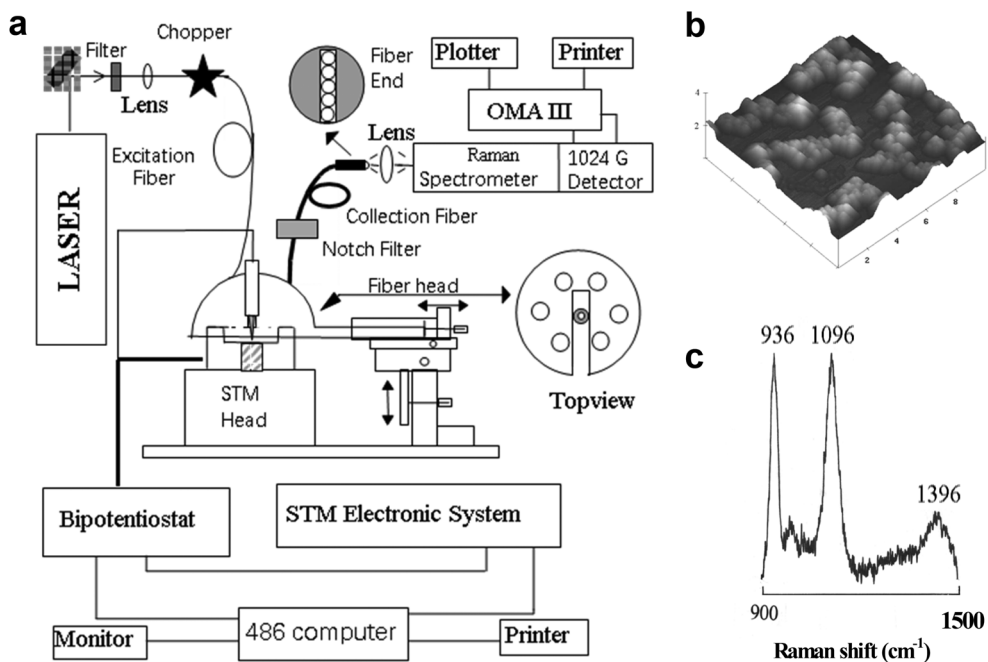 a
Chopper
Filter
Lens
Excitation
Fiber
LASER
Fiber
End
Lens
Collection Fiber
Notch Filter
Plotter
Printer
OMA III
Raman
Spectrometer
1024 G
Detector
Fiber head
Topview
STM
Head
Bipotentiostat
STM Electronic System
Monitor
486 computer
Printer
b
4
2
2
4
6
8
c
936
1096
1396
900
1500
Raman shift (cm⁻¹)